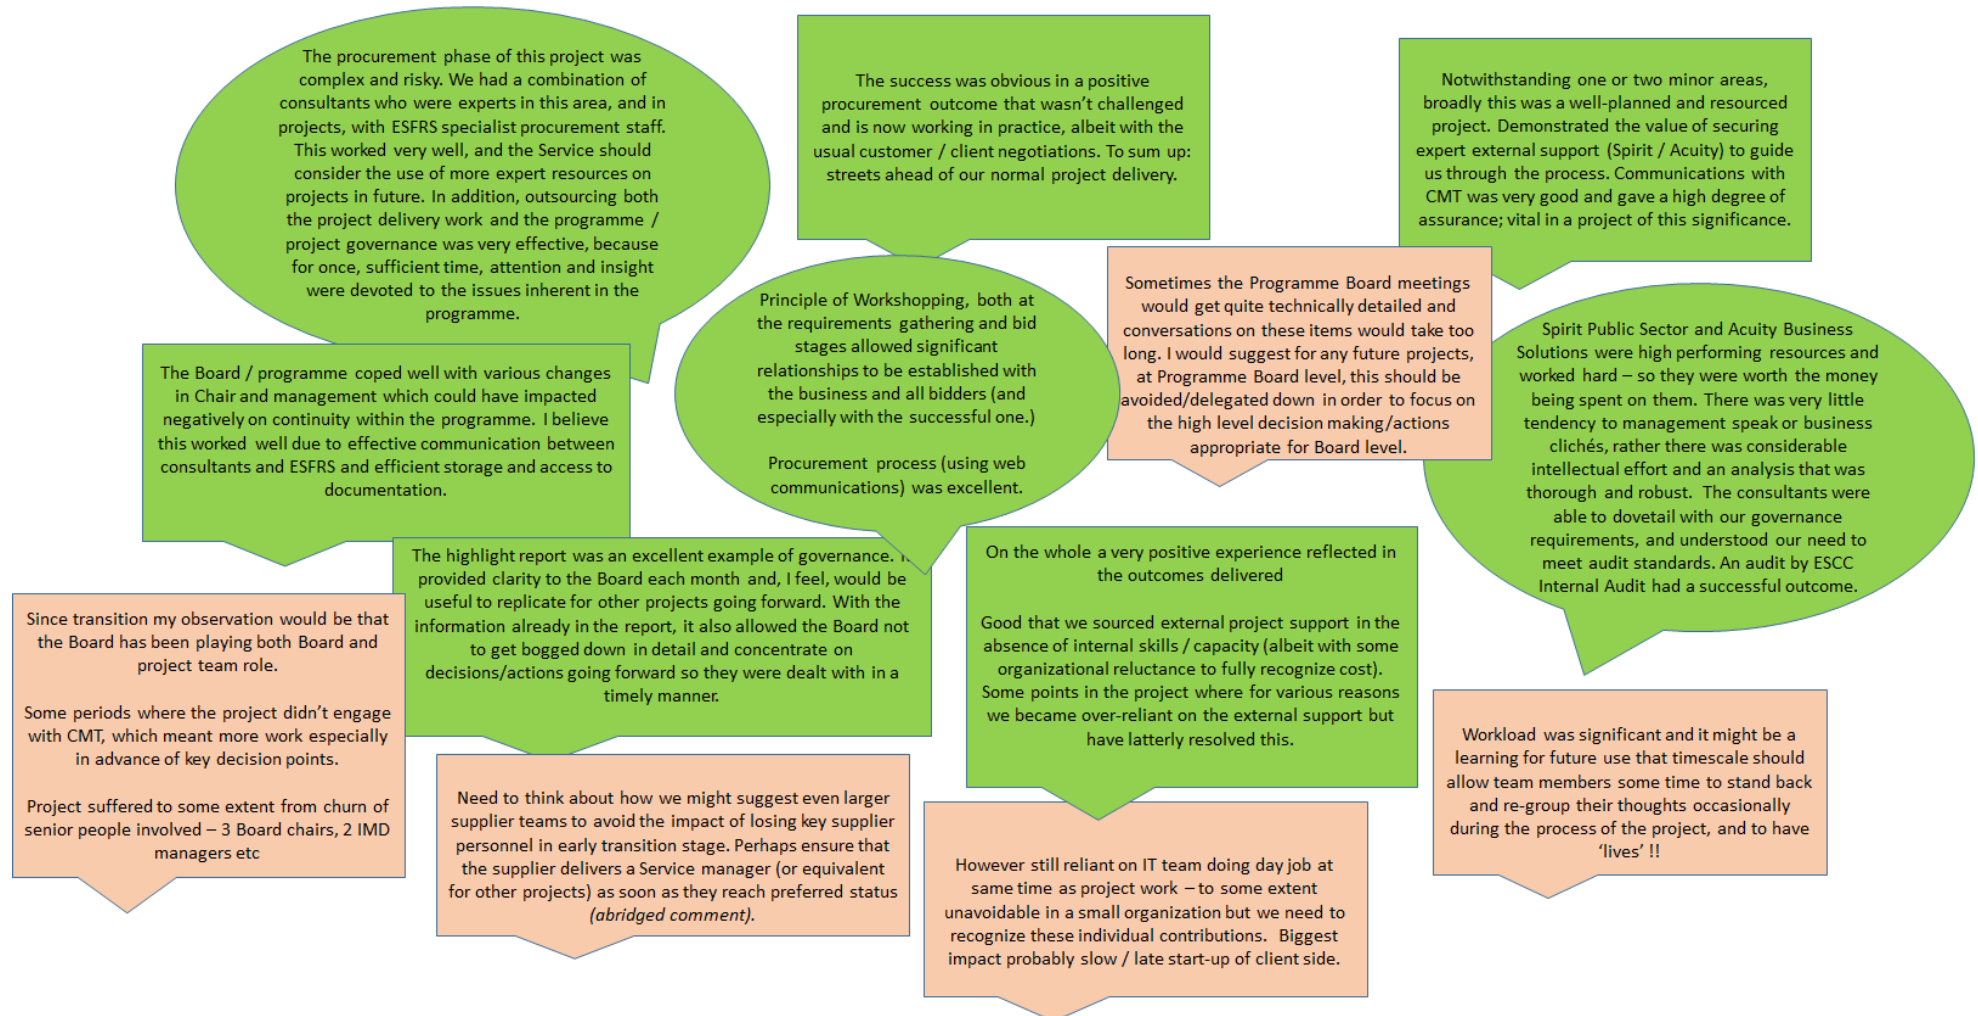 The procurement phase of this project was
complex and risky. We had a combination of
consultants who were experts in this area, and in
projects, with ESFRS specialist procurement staff.
This worked very well, and the Service should
consider the use of more expert resources on
projects in future. In addition, outsourcing both
the project delivery work and the programme /
project governance was very effective, because
for once, sufficient time, attention and insight
were devoted to the issues inherent in the
programme.
The success was obvious in a positive
procurement outcome that wasn't challenged
and is now working in practice, albeit with the
usual customer / client negotiations. To sum up:
streets ahead of our normal project delivery.
Notwithstanding one or two minor areas,
broadly this was a well-planned and resourced
project. Demonstrated the value of securing
expert external support (Spirit / Acuity) to guide
us through the process. Communications with
CMT was very good and gave a high degree of
assurance; vital in a project of this significance.
Sometimes the Programme Board meetings
would get quite technically detailed and
conversations on these items would take too
long. I would suggest for any future projects,
at Programme Board level, this should be
avoided/delegated down in order to focus on
the high level decision making/actions
appropriate for Board level.
Principle of Workshopping, both at
the requirements gathering and bid
stages allowed significant
relationships to be established with
the business and all bidders (and
especially with the successful one.)
Procurement process (using web
communications) was excellent.
Spirit Public Sector and Acuity Business
Solutions were high performing resources and
worked hard – so they were worth the money
being spent on them. There was very little
tendency to management speak or business
clichés, rather there was considerable
intellectual effort and an analysis that was
thorough and robust. The consultants were
able to dovetail with our governance
requirements, and understood our need to
meet audit standards. An audit by ESCC
Internal Audit had a successful outcome.
The Board / programme coped well with various changes
in Chair and management which could have impacted
negatively on continuity within the programme. I believe
this worked well due to effective communication between
consultants and ESFRS and efficient storage and access to
documentation.
The highlight report was an excellent example of governance.
provided clarity to the Board each month and, I feel, would be
useful to replicate for other projects going forward. With the
information already in the report, it also allowed the Board not
to get bogged down in detail and concentrate on
decisions/actions going forward so they were dealt with in a
timely manner.
On the whole a very positive experience reflected in
the outcomes delivered
Good that we sourced external project support in the
absence of internal skills / capacity (albeit with some
organizational reluctance to fully recognize cost).
Some points in the project where for various reasons
we became over-reliant on the external support but
have latterly resolved this.
Since transition my observation would be that
the Board has been playing both Board and
project team role.
Some periods where the project didn't engage
with CMT, which meant more work especially
in advance of key decision points.
Project suffered to some extent from churn of
senior people involved – 3 Board chairs, 2 IMD
managers etc
Need to think about how we might suggest even larger
supplier teams to avoid the impact of losing key supplier
personnel in early transition stage. Perhaps ensure that
the supplier delivers a Service manager (or equivalent
for other projects) as soon as they reach preferred status
(abridged comment).
However still reliant on IT team doing day job at
same time as project work – to some extent
unavoidable in a small organization but we need to
recognize these individual contributions. Biggest
impact probably slow / late start-up of client side.
Workload was significant and it might be a
learning for future use that timescale should
allow team members some time to stand back
and re-group their thoughts occasionally
during the process of the project, and to have
'lives' !!